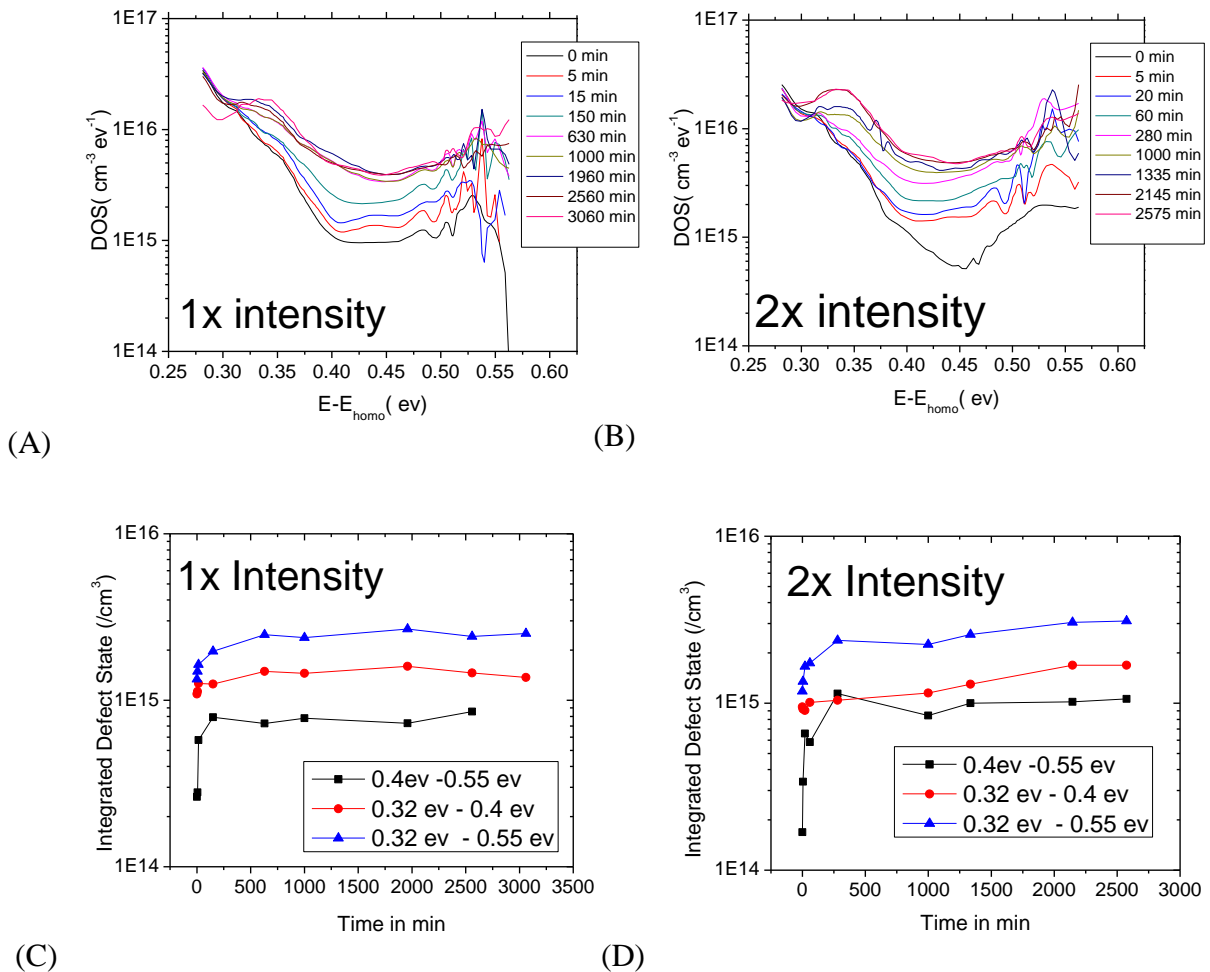 1E17
1E16
1E15
1E14
DOS( cm-3 ev-1)
0.25 0.30 0.35 0.40 0.45 0.50 0.55 0.60
E-Ehomo( ev)
1x intensity
0 min
5 min
15 min
150 min
630 min
1000 min
1960 min
2560 min
3060 min
(A)
1E17
1E16
1E15
1E14
DOS( cm-3 ev-1)
0.25 0.30 0.35 0.40 0.45 0.50 0.55 0.60
E-Ehomo( ev)
2x intensity
0 min
5 min
20 min
60 min
280 min
1000 min
1335 min
2145 min
2575 min
(B)
1E16
1E15
1E14
Integrated Defect State (/cm3)
1x Intensity
0.4ev -0.55 ev
0.32 ev - 0.4 ev
0.32 ev - 0.55 ev
0 500 1000 1500 2000 2500 3000 3500
Time in min
(C)
1E16
1E15
1E14
Integrated Defect State (/cm3)
2x Intensity
0.4ev -0.55 ev
0.32 ev - 0.4 ev
0.32 ev - 0.55 ev
0 500 1000 1500 2000 2500 3000
Time in min
(D)